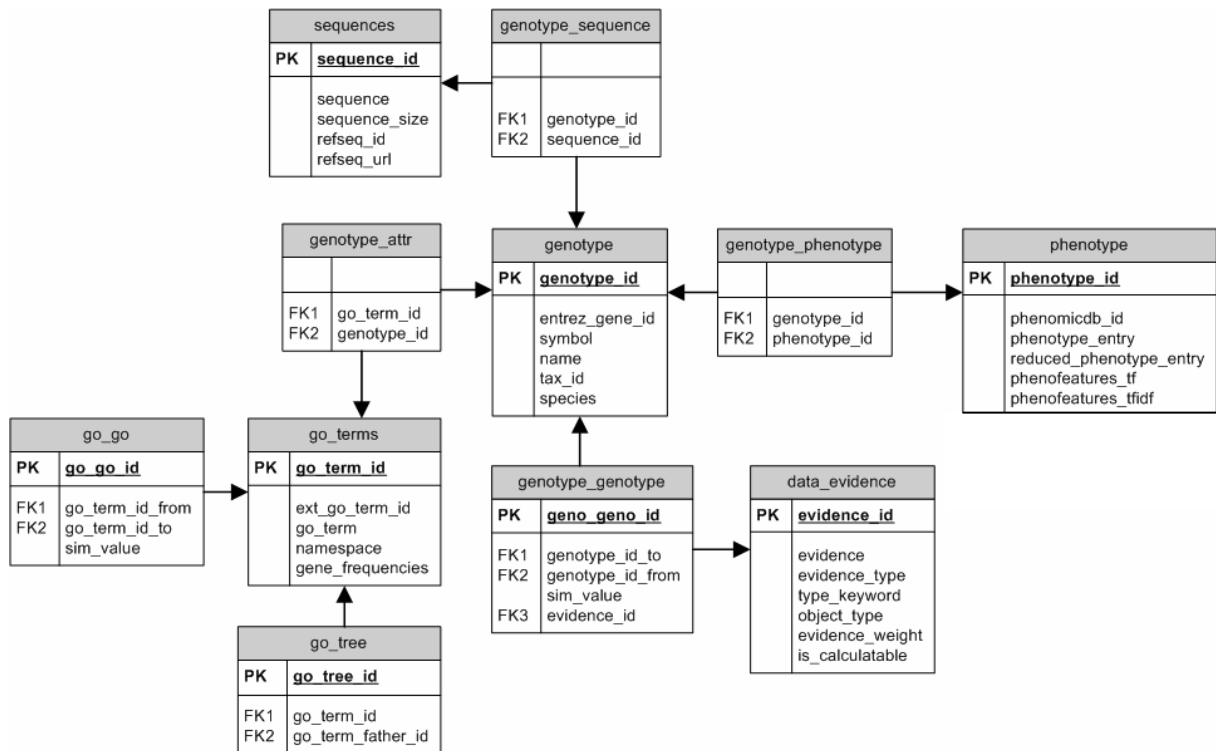 sequences
PK sequence_id
sequence
sequence_size
refseq_id
refseq_url
genotype_sequence
FK1 genotype_id
FK2 sequence_id
genotype_attr
FK1 go_term_id
FK2 genotype_id
genotype
PK genotype_id
entrez_gene_id
symbol
name
tax_id
species
genotype_phenotype
FK1 genotype_id
FK2 phenotype_id
phenotype
PK phenotype_id
phenomicdb_id
phenotype_entry
reduced_phenotype_entry
phenofeatures_tf
phenofeatures_tfidf
go_go
PK go_go_id
FK1 go_term_id_from
FK2 go_term_id_to
sim_value
go_terms
PK go_term_id
ext_go_term_id
go_term
namespace
gene_frequencies
genotype_genotype
PK geno_geno_id
FK1 genotype_id_to
FK2 genotype_id_from
sim_value
FK3 evidence_id
data_evidence
PK evidence_id
evidence
evidence_type
type_keyword
object_type
evidence_weight
is_calculatable
go_tree
PK go_tree_id
FK1 go_term_id
FK2 go_term_father_id